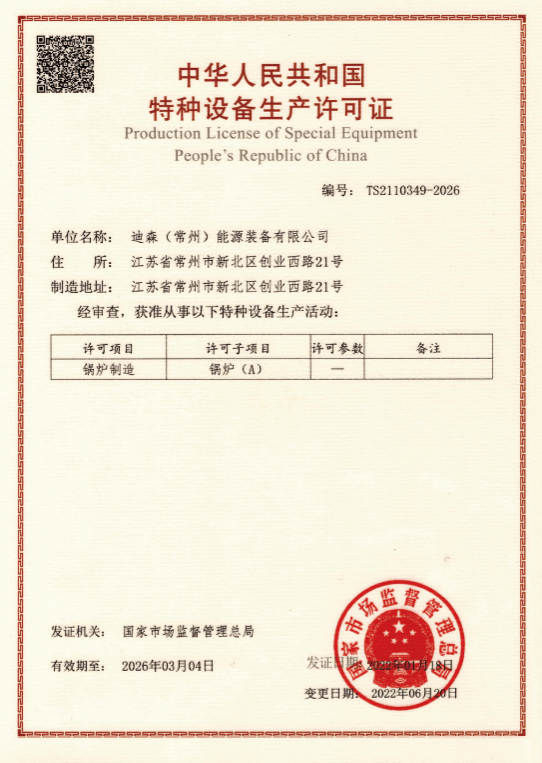 中华人民共和国
特种设备生产许可证
Production License of Special Equipment
People's Republic of China
编号： TS2110349-2026
单位名称： 迪森（常州）能源装备有限公司
住 所： 江苏省常州市新北区创业西路21号
制造地址： 江苏省常州市新北区创业西路21号
经审查，获准从事以下特种设备生产活动：
许可项目 许可子项目 许可参数 备注
锅炉制造 锅炉（A） —
国家市场监督管理总局
发证机关： 国家市场监督管理总局
有效期至： 2026年03月04日
发证日期： 2022年01月18日
变更日期： 2022年06月20日